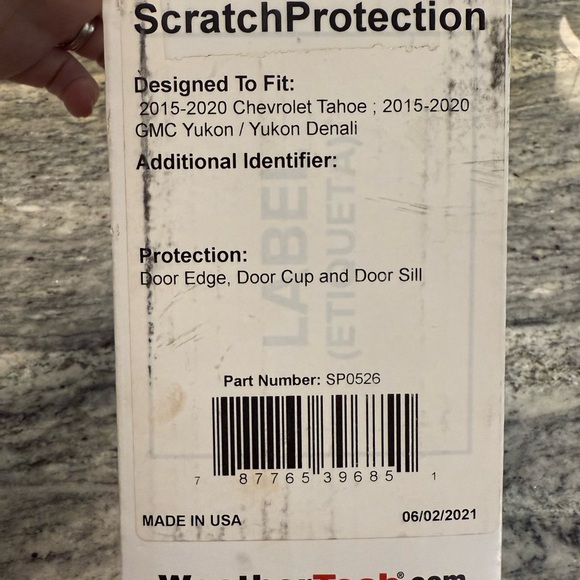 ScratchProtection
Designed To Fit:
2015-2020 Chevrolet Tahoe ; 2015-2020
GMC Yukon / Yukon Denali
Additional Identifier:
LABEL
(ETIQUETA)
Protection:
Door Edge, Door Cup and Door Sill
Part Number: SP0526
7 87765 39685 1
MADE IN USA 06/02/2021
WeatherTech®.com